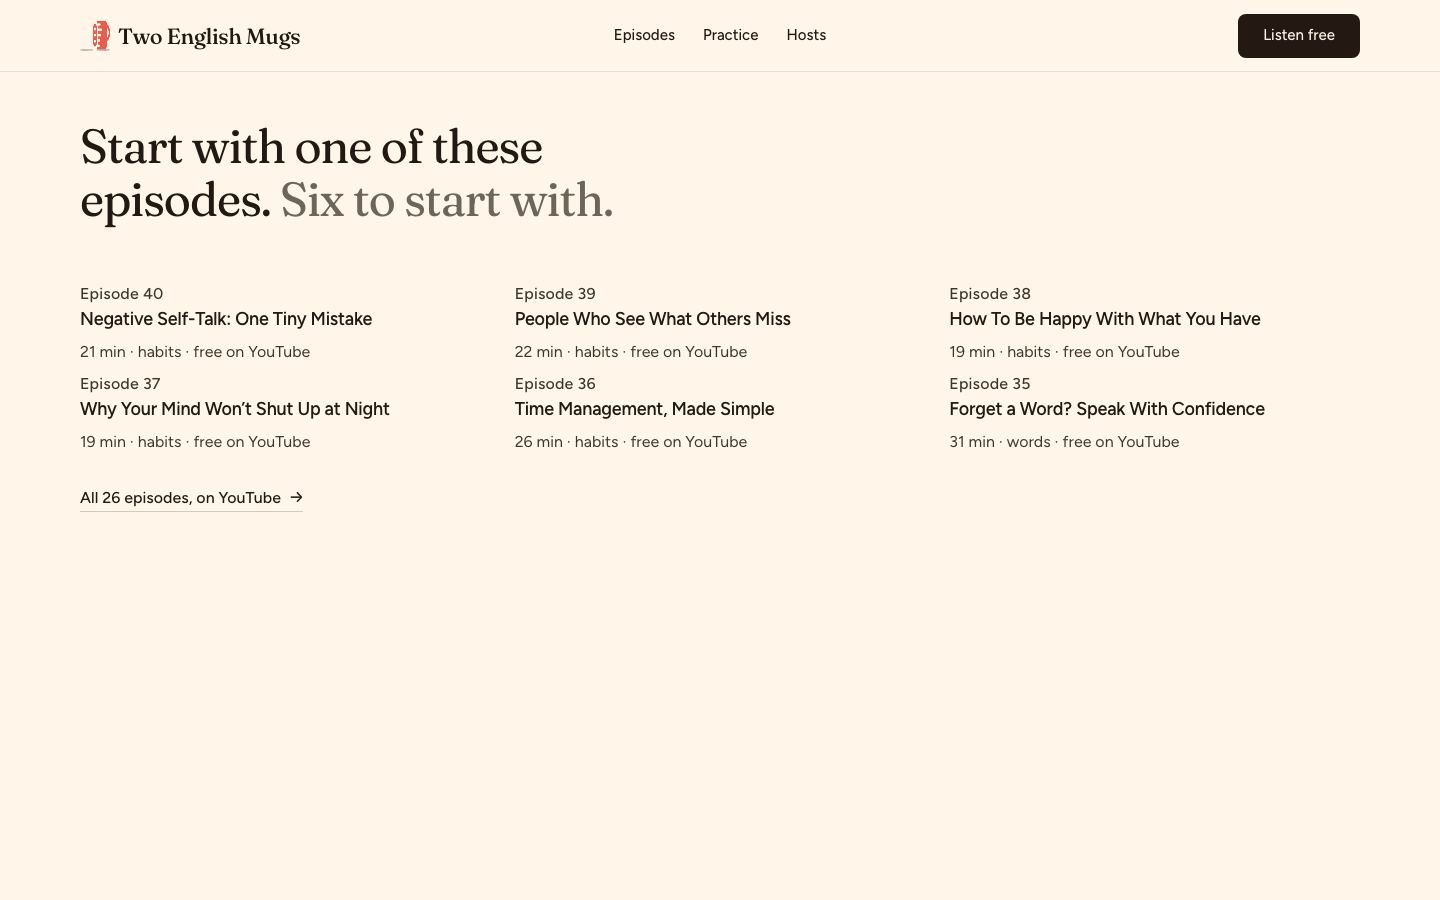 Two English Mugs
Episodes
Practice
Hosts
Listen free
Start with one of these
episodes. Six to start with.
Episode 40
Negative Self-Talk: One Tiny Mistake
21 min · habits · free on YouTube
Episode 39
People Who See What Others Miss
22 min · habits · free on YouTube
Episode 38
How To Be Happy With What You Have
19 min · habits · free on YouTube
Episode 37
Why Your Mind Won’t Shut Up at Night
19 min · habits · free on YouTube
Episode 36
Time Management, Made Simple
26 min · habits · free on YouTube
Episode 35
Forget a Word? Speak With Confidence
31 min · words · free on YouTube
All 26 episodes, on YouTube →